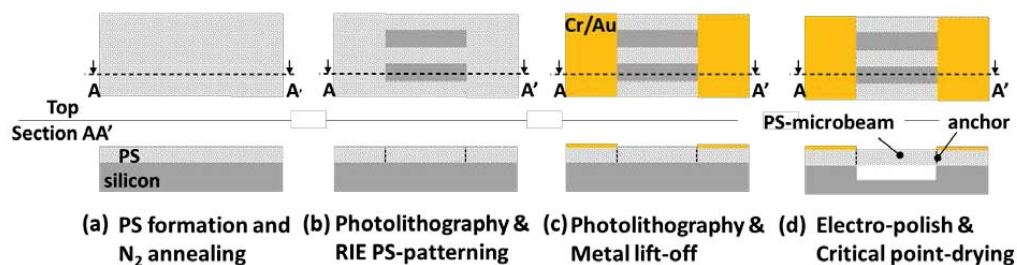 Cr/Au
A A' A A' A A' A A'
Top
Section AA'
PS-microbeam anchor
PS
silicon
(a) PS formation and (b) Photolithography & (c) Photolithography & (d) Electro-polish &
N₂ annealing RIE PS-patterning Metal lift-off Critical point-drying